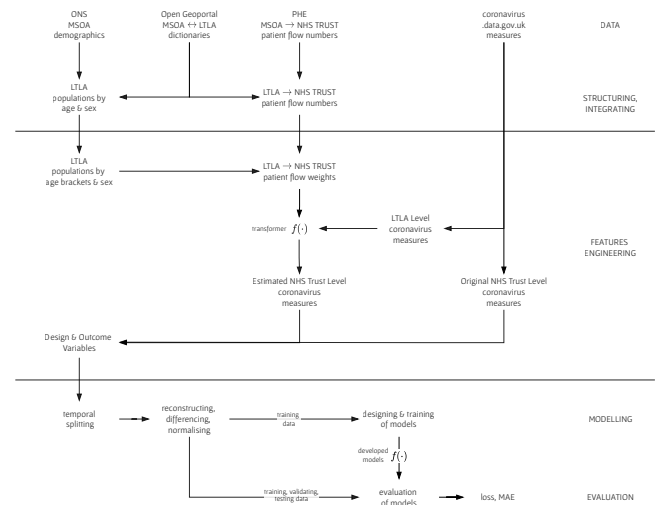 ONS
MSOA
demographics
Open Geoportal
MSOA ↔ LTLA
dictionaries
PHE
MSOA → NHS TRUST
patient flow numbers
coronavirus
.data.gov.uk
measures
DATA
LTLA
populations by
age & sex
LTLA → NHS TRUST
patient flow numbers
STRUCTURING,
INTEGRATING
LTLA
populations by
age brackets & sex
LTLA → NHS TRUST
patient flow weights
transformer f(·)
LTLA Level
coronavirus
measures
FEATURES
ENGINEERING
Estimated NHS Trust Level
coronavirus
measures
Original NHS Trust Level
coronavirus
measures
Design & Outcome
Variables
temporal
splitting
reconstructing,
differencing,
normalising
training
data
designing & training
of models
MODELLING
developed
models f(·)
training, validating,
testing data
evaluation
of models
loss, MAE
EVALUATION